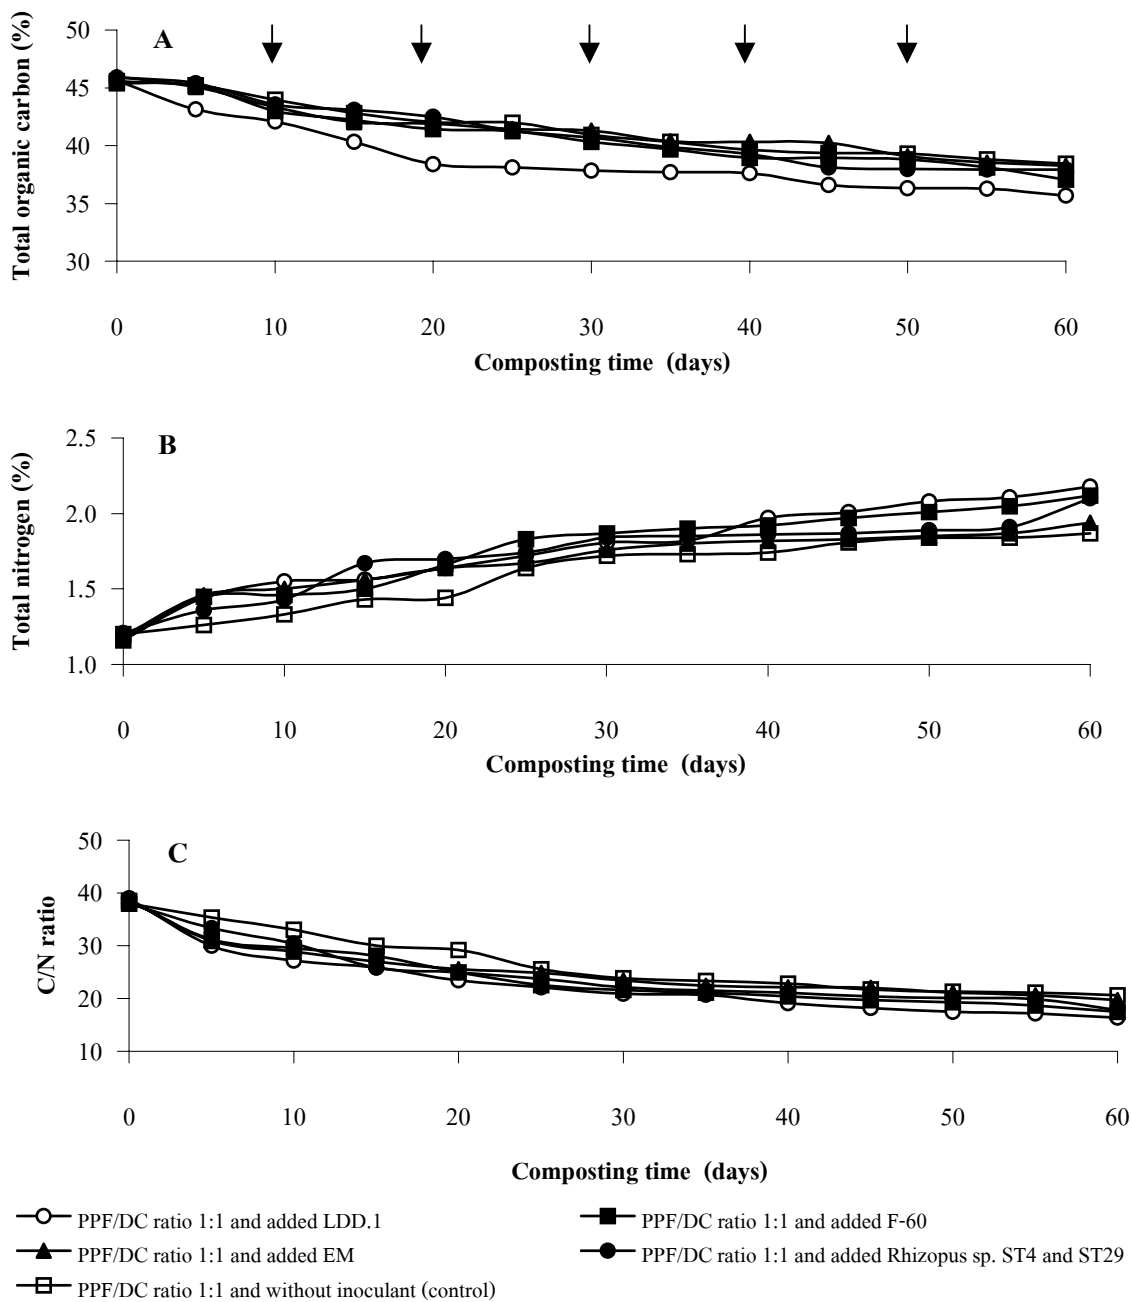 A
Total organic carbon (%)
50
45
40
35
30
0 10 20 30 40 50 60
Composting time (days)
B
Total nitrogen (%)
2.5
2.0
1.5
1.0
0 10 20 30 40 50 60
Composting time (days)
C
C/N ratio
50
40
30
20
10
0 10 20 30 40 50 60
Composting time (days)
PPF/DC ratio 1:1 and added LDD.1
PPF/DC ratio 1:1 and added F-60
PPF/DC ratio 1:1 and added EM
PPF/DC ratio 1:1 and added Rhizopus sp. ST4 and ST29
PPF/DC ratio 1:1 and without inoculant (control)